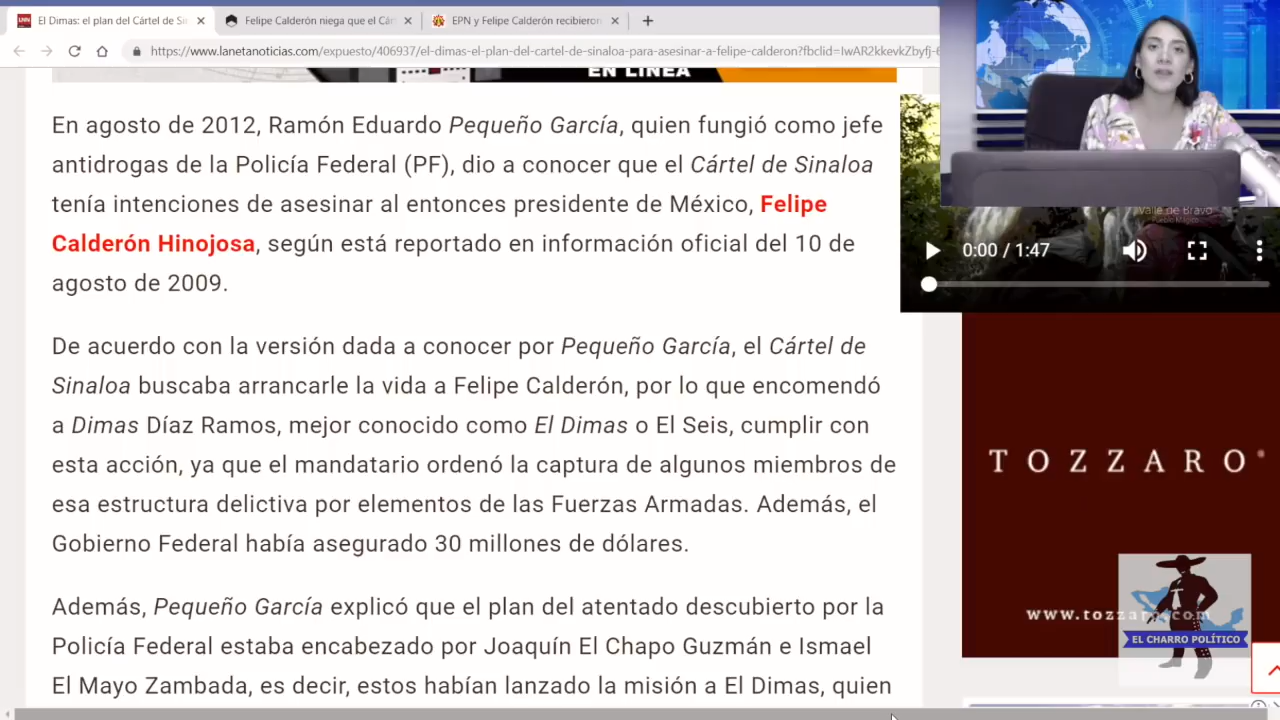 El Dimas: el plan del Cártel de Si
Felipe Calderón niega que el Cár
EPN y Felipe Calderón recibieron
https://www.lanetanoticias.com/expuesto/406937/el-dimas-el-plan-del-cartel-de-sinaloa-para-asesinar-a-felipe-calderon?fbclid=IwAR2kkevkZbyfj-6
EN LINEA
En agosto de 2012, Ramón Eduardo Pequeño García, quien fungió como jefe
antidrogas de la Policía Federal (PF), dio a conocer que el Cártel de Sinaloa
tenía intenciones de asesinar al entonces presidente de México, Felipe
Calderón Hinojosa, según está reportado en información oficial del 10 de
agosto de 2009.
De acuerdo con la versión dada a conocer por Pequeño García, el Cártel de
Sinaloa buscaba arrancarle la vida a Felipe Calderón, por lo que encomendó
a Dimas Díaz Ramos, mejor conocido como El Dimas o El Seis, cumplir con
esta acción, ya que el mandatario ordenó la captura de algunos miembros de
esa estructura delictiva por elementos de las Fuerzas Armadas. Además, el
Gobierno Federal había asegurado 30 millones de dólares.
Además, Pequeño García explicó que el plan del atentado descubierto por la
Policía Federal estaba encabezado por Joaquín El Chapo Guzmán e Ismael
El Mayo Zambada, es decir, estos habían lanzado la misión a El Dimas, quien
Valle de Bravo
Pueblo Mágico
0:00 / 1:47
TOZZARO
www.tozzaro.com
EL CHARRO POLÍTICO